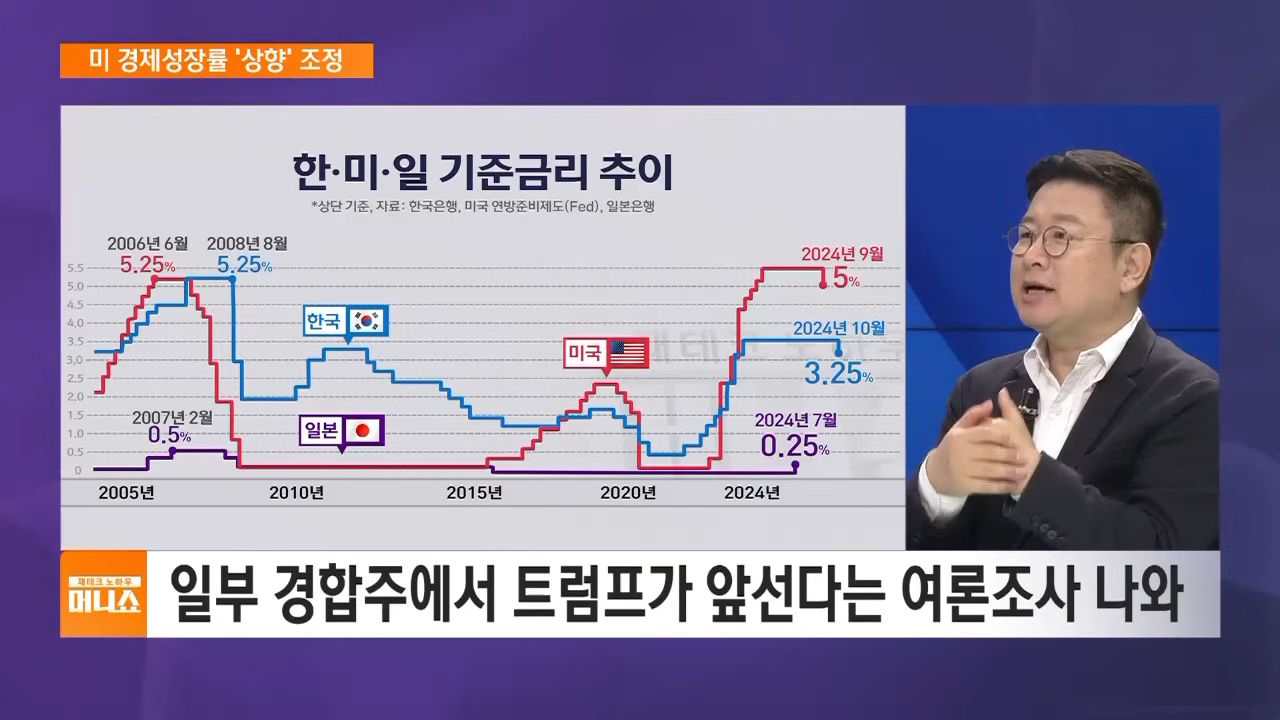 미 경제성장률 '상향' 조정
한·미·일 기준금리 추이
*상단 기준, 자료: 한국은행, 미국 연방준비제도(Fed), 일본은행
2006년 6월
5.25%
2008년 8월
5.25%
2024년 9월
5%
5.5
5.0
4.5
4.0
3.5
3.0
2.5
2.0
1.5
1.0
0.5
0
한국
미국
2024년 10월
3.25%
2007년 2월
0.5%
일본
2024년 7월
0.25%
2005년
2010년
2015년
2020년
2024년
재테크 노하우
머니쇼
일부 경합주에서 트럼프가 앞선다는 여론조사 나와